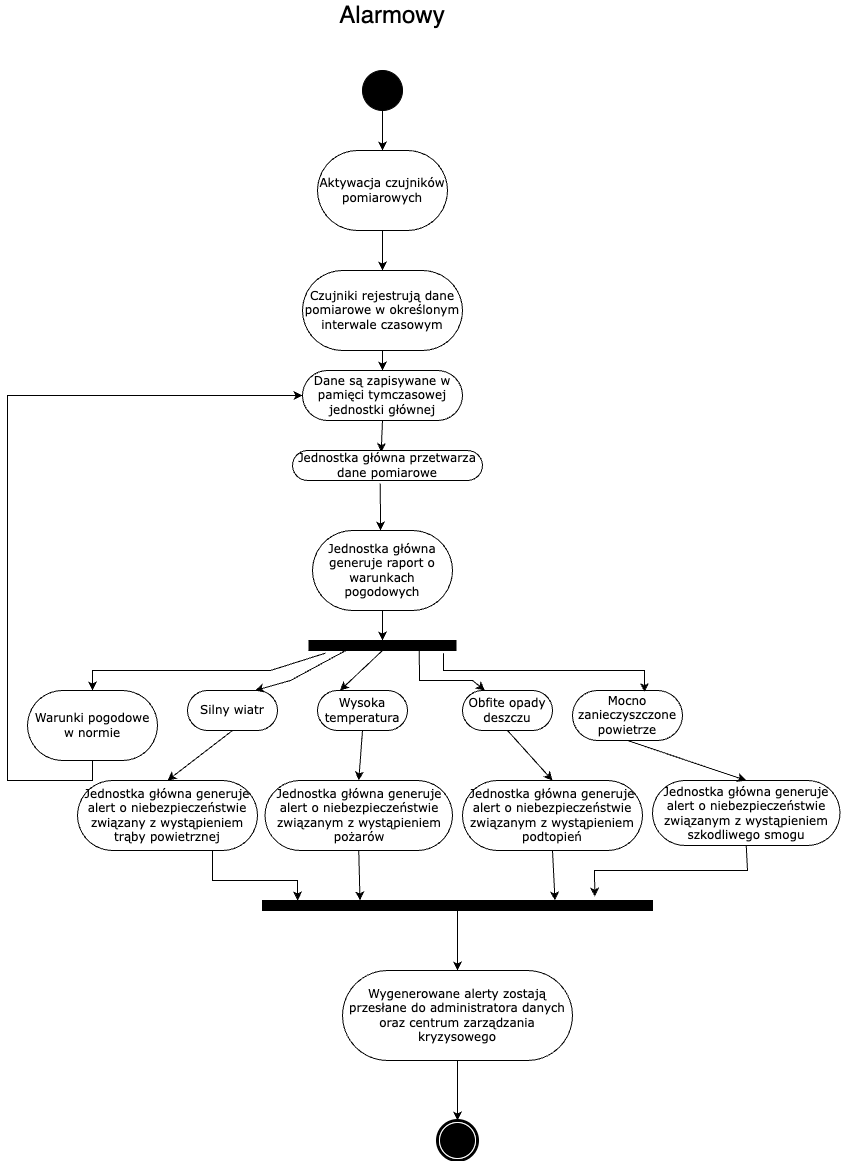 Alarmowy
Aktywacja czujników
pomiarowych
Czujniki rejestrują dane
pomiarowe w określonym
interwale czasowym
Dane są zapisywane w
pamięci tymczasowej
jednostki głównej
Jednostka główna przetwarza
dane pomiarowe
Jednostka główna
generuje raport o
warunkach
pogodowych
Warunki pogodowe
w normie
Silny wiatr
Wysoka
temperatura
Obfite opady
deszczu
Mocno
zanieczyszczone
powietrze
Jednostka główna generuje
alert o niebezpieczeństwie
związany z wystąpieniem
trąby powietrznej
Jednostka główna generuje
alert o niebezpieczeństwie
związanym z wystąpieniem
pożarów
Jednostka główna generuje
alert o niebezpieczeństwie
związanym z wystąpieniem
podtopień
Jednostka główna generuje
alert o niebezpieczeństwie
związanym z wystąpieniem
szkodliwego smogu
Wygenerowane alerty zostają
przesłane do administratora danych
oraz centrum zarządzania
kryzysowego